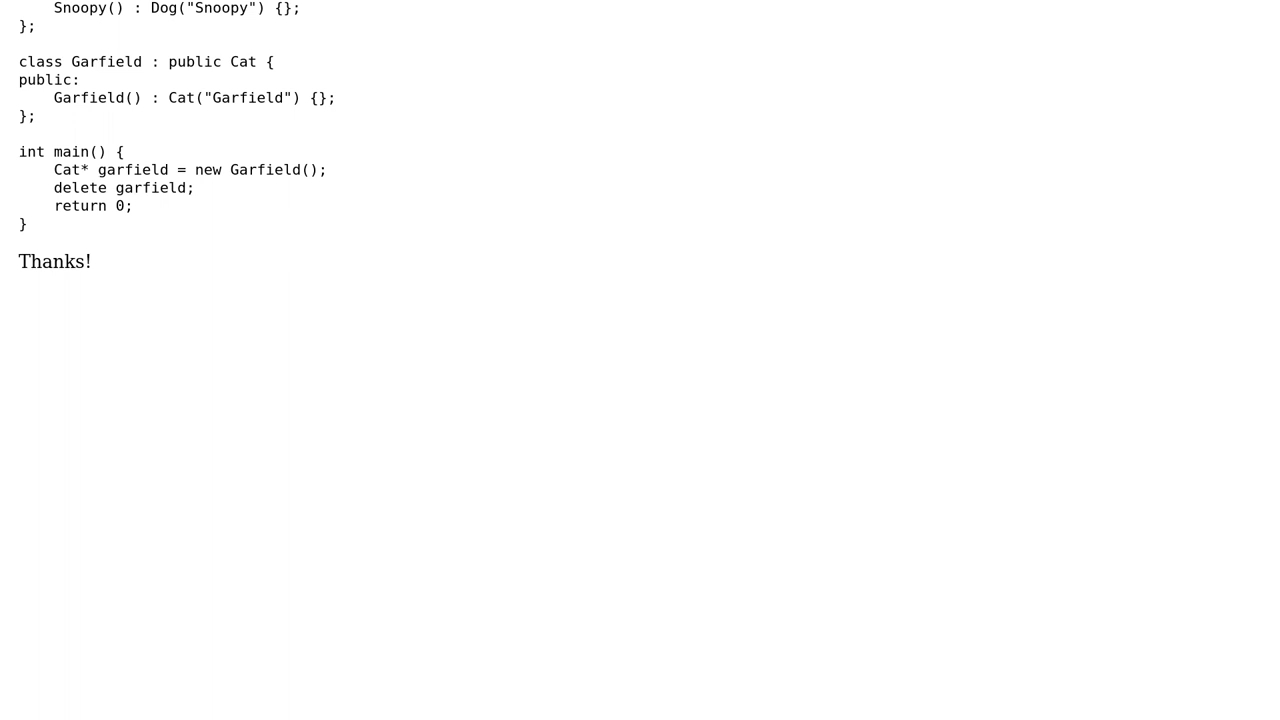 Snoopy() : Dog("Snoopy") {};
};

class Garfield : public Cat {
public:
    Garfield() : Cat("Garfield") {};
};

int main() {
    Cat* garfield = new Garfield();
    delete garfield;
    return 0;
}

Thanks!